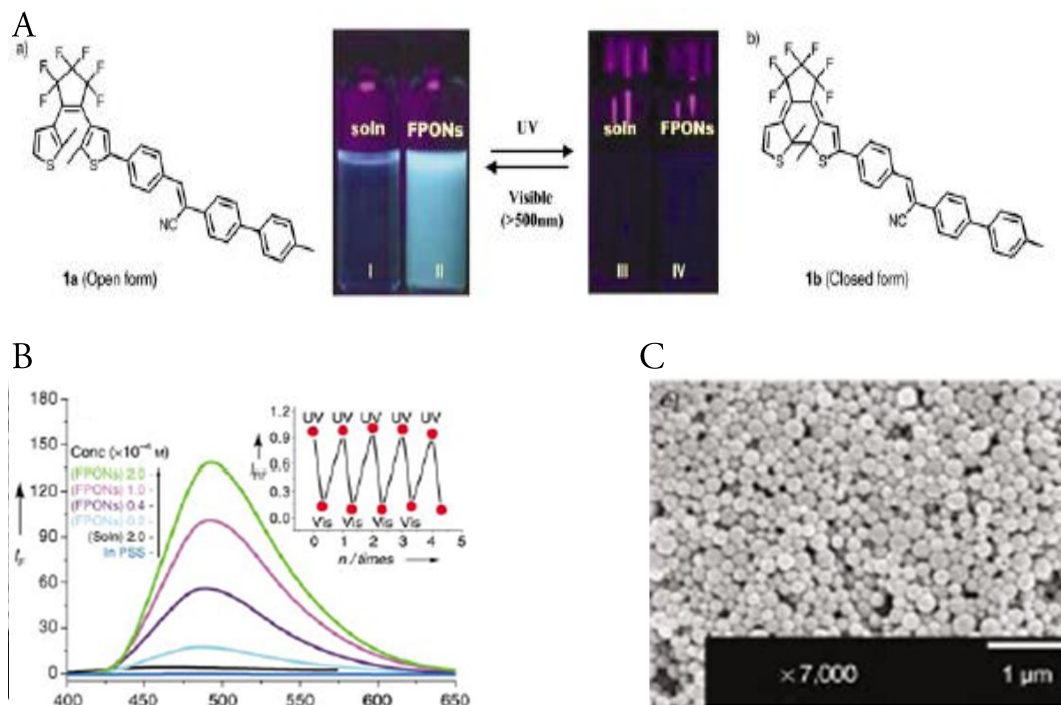 A
a)
F F F F F F
S S
NC
1a (Open form)
soln FPONs
I II
UV
Visible
(>500nm)
soln FPONs
III IV
b)
F F F F F F
S S
NC
1b (Closed form)
B
180
150
120
90
60
30
0
400 450 500 550 600 650
Conc (×10⁻⁶ M)
(FPONs) 2.0
(FPONs) 1.0
(FPONs) 0.4
(FPONs)
(Soln) 2.0
In PSS
1.2
0.9
0.6
0.3
0.0
UV UV UV UV UV
Vis Vis Vis Vis
0 1 2 3 4 5
n / times
C
×7,000
1 µm